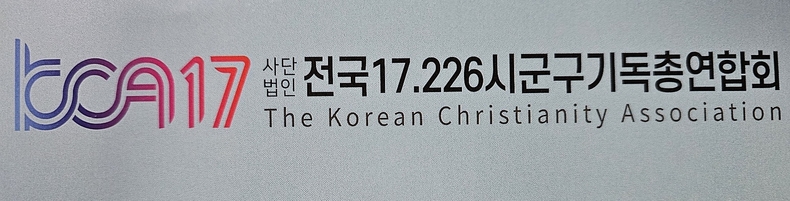 kCA17
사단법인 전국17.226시군구기독총연합회
The Korean Christianity Association